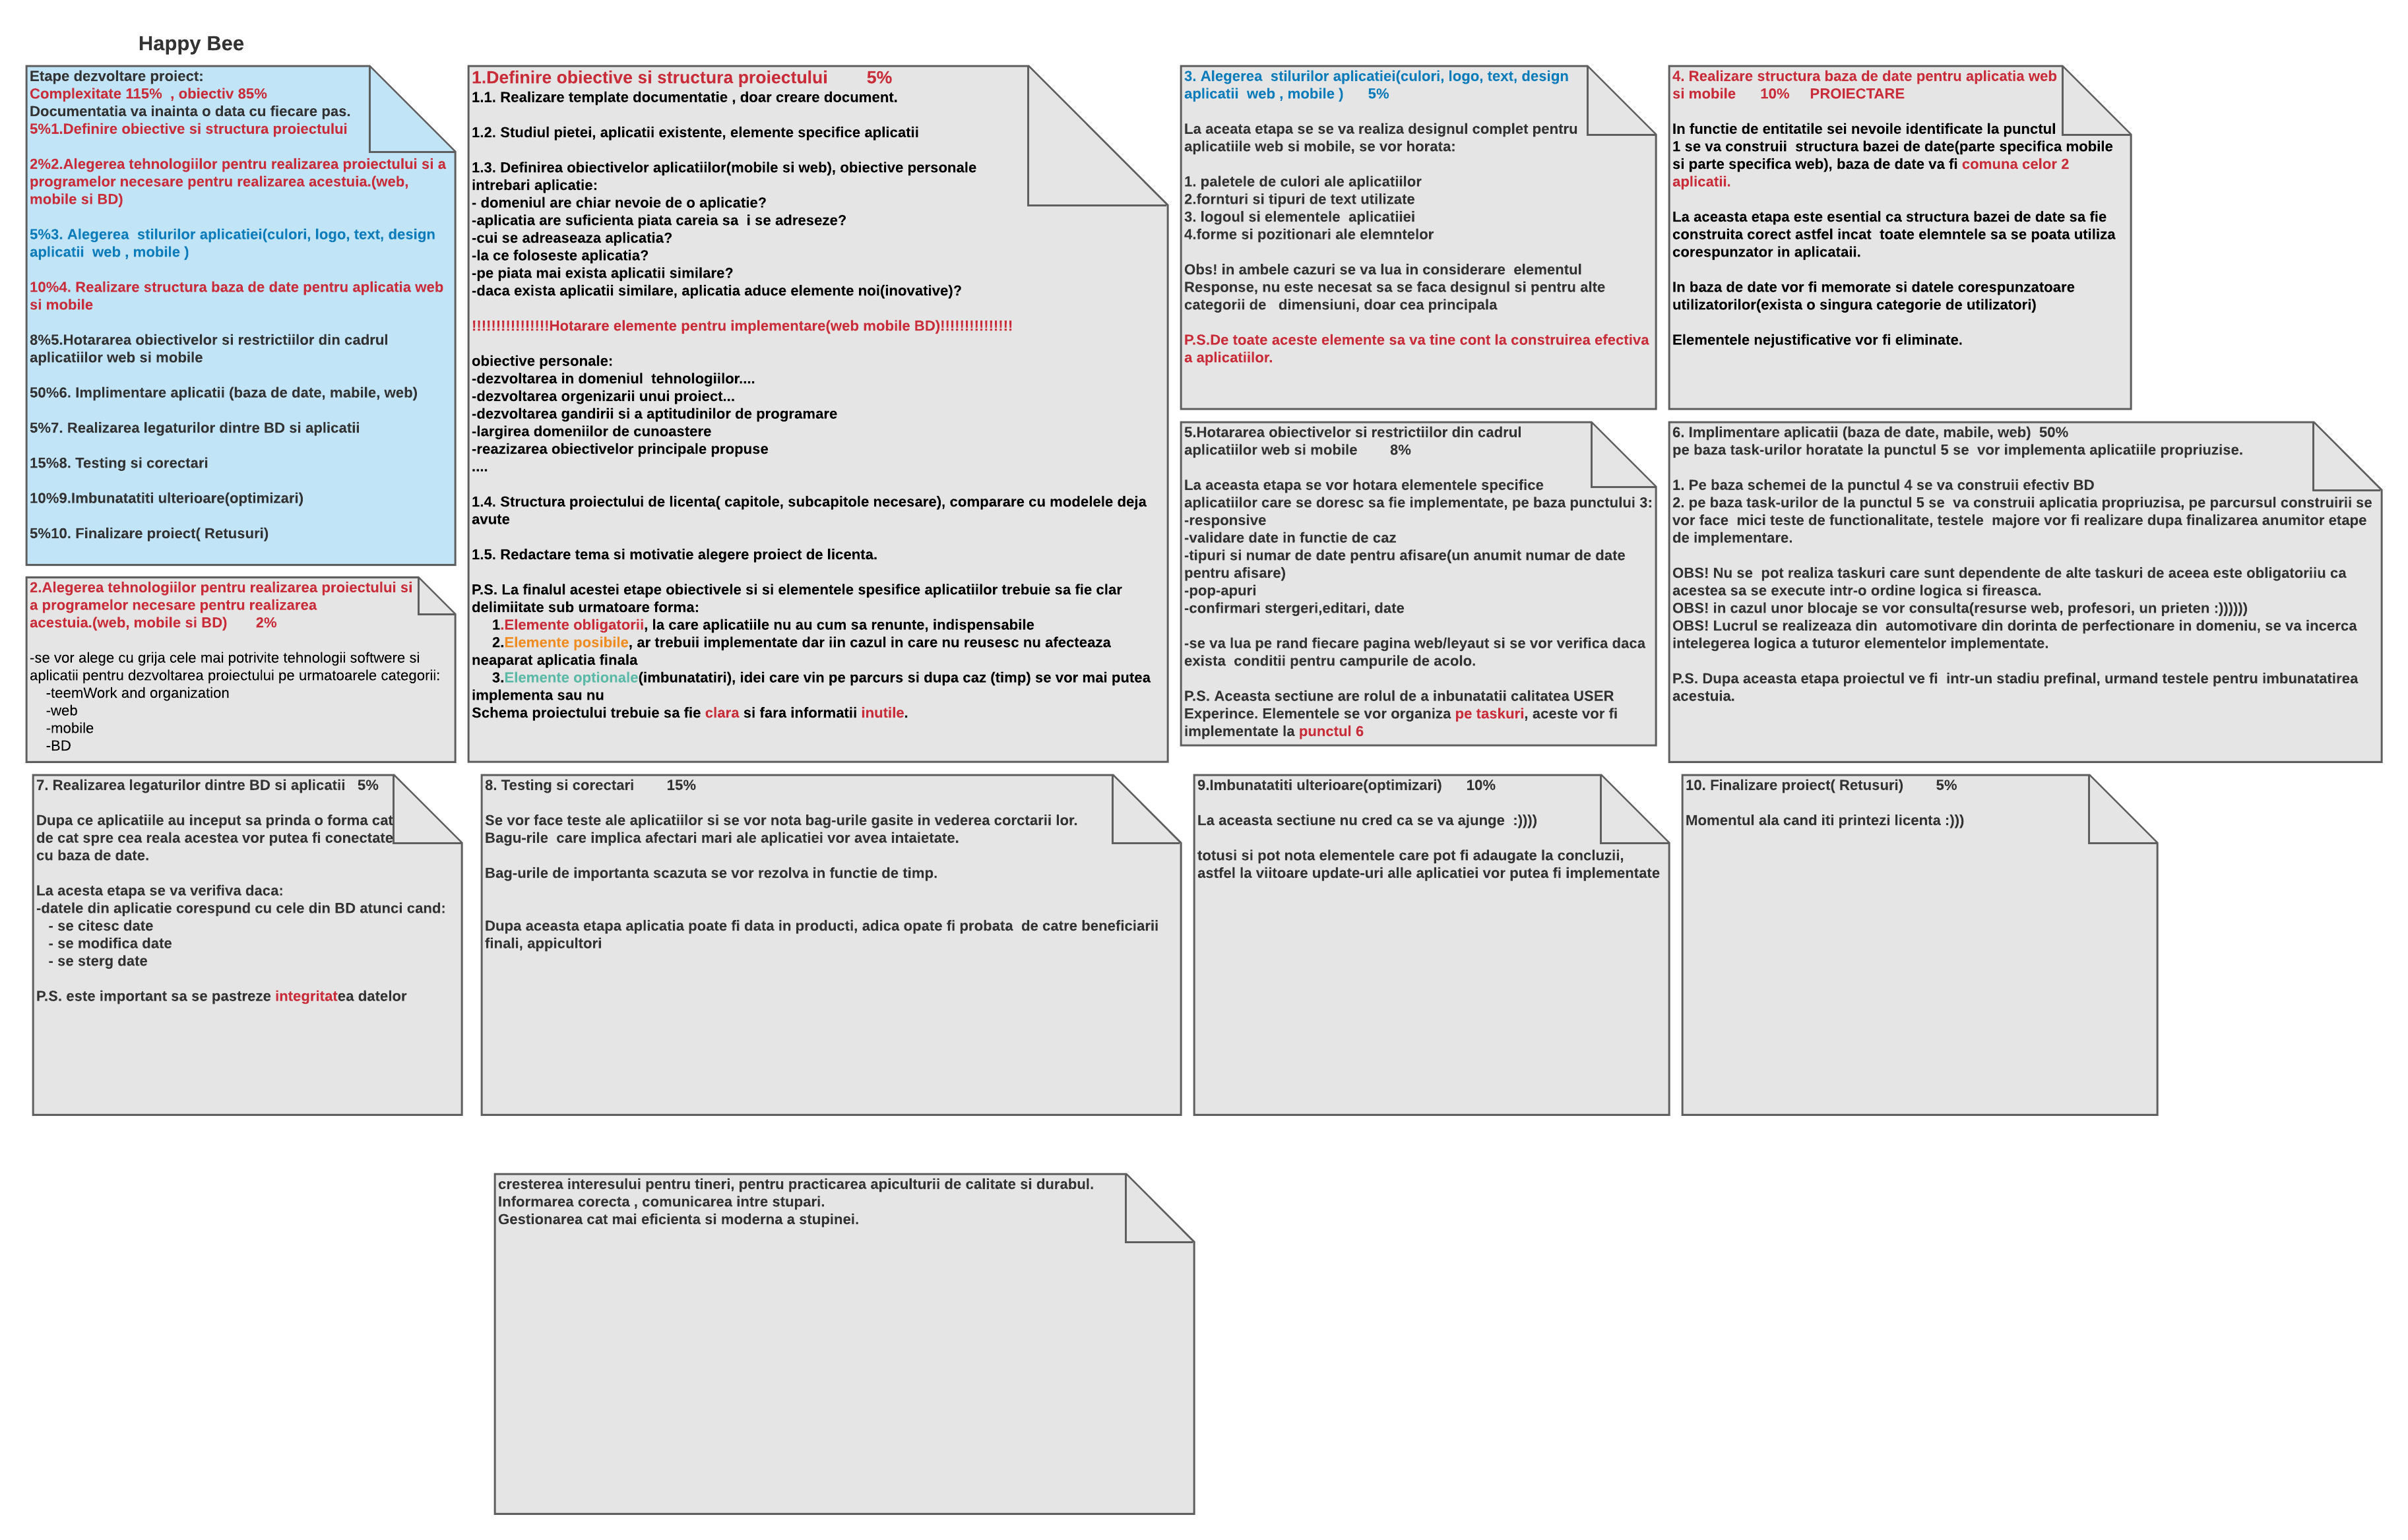 Happy Bee
Etape dezvoltare proiect:
Complexitate 115%  , obiectiv 85%
Documentatia va inainta o data cu fiecare pas.
5%1.Definire obiective si structura proiectului
2%2.Alegerea tehnologiilor pentru realizarea proiectului si a
programelor necesare pentru realizarea acestuia.(web,
mobile si BD)
5%3. Alegerea  stilurilor aplicatiei(culori, logo, text, design
aplicatii  web , mobile )
10%4. Realizare structura baza de date pentru aplicatia web
si mobile
8%5.Hotararea obiectivelor si restrictiilor din cadrul
aplicatiilor web si mobile
50%6. Implimentare aplicatii (baza de date, mabile, web)
5%7. Realizarea legaturilor dintre BD si aplicatii
15%8. Testing si corectari
10%9.Imbunatatiti ulterioare(optimizari)
5%10. Finalizare proiect( Retusuri)
1.Definire obiective si structura proiectului        5%
1.1. Realizare template documentatie , doar creare document.
1.2. Studiul pietei, aplicatii existente, elemente specifice aplicatii
1.3. Definirea obiectivelor aplicatiilor(mobile si web), obiective personale
intrebari aplicatie:
- domeniul are chiar nevoie de o aplicatie?
-aplicatia are suficienta piata careia sa  i se adreseze?
-cui se adreaseaza aplicatia?
-la ce foloseste aplicatia?
-pe piata mai exista aplicatii similare?
-daca exista aplicatii similare, aplicatia aduce elemente noi(inovative)?
!!!!!!!!!!!!!!!!Hotarare elemente pentru implementare(web mobile BD)!!!!!!!!!!!!!!!
obiective personale:
-dezvoltarea in domeniul  tehnologiilor....
-dezvoltarea orgenizarii unui proiect...
-dezvoltarea gandirii si a aptitudinilor de programare
-largirea domeniilor de cunoastere
-reazizarea obiectivelor principale propuse
....
1.4. Structura proiectului de licenta( capitole, subcapitole necesare), comparare cu modelele deja
avute
1.5. Redactare tema si motivatie alegere proiect de licenta.
P.S. La finalul acestei etape obiectivele si si elementele spesifice aplicatiilor trebuie sa fie clar
delimiitate sub urmatoare forma:
1.Elemente obligatorii, la care aplicatiile nu au cum sa renunte, indispensabile
2.Elemente posibile, ar trebuii implementate dar iin cazul in care nu reusesc nu afecteaza
neaparat aplicatia finala
3.Elemente optionale(imbunatatiri), idei care vin pe parcurs si dupa caz (timp) se vor mai putea
implementa sau nu
Schema proiectului trebuie sa fie clara si fara informatii inutile.
3. Alegerea  stilurilor aplicatiei(culori, logo, text, design
aplicatii  web , mobile )      5%
La aceata etapa se se va realiza designul complet pentru
aplicatiile web si mobile, se vor horata:
1. paletele de culori ale aplicatiilor
2.fornturi si tipuri de text utilizate
3. logoul si elementele  aplicatiiei
4.forme si pozitionari ale elemntelor
Obs! in ambele cazuri se va lua in considerare  elementul
Response, nu este necesat sa se faca designul si pentru alte
categorii de   dimensiuni, doar cea principala
P.S.De toate aceste elemente sa va tine cont la construirea efectiva
a aplicatiilor.
4. Realizare structura baza de date pentru aplicatia web
si mobile      10%     PROIECTARE
In functie de entitatile sei nevoile identificate la punctul
1 se va construii  structura bazei de date(parte specifica mobile
si parte specifica web), baza de date va fi comuna celor 2
aplicatii.
La aceasta etapa este esential ca structura bazei de date sa fie
construita corect astfel incat  toate elemntele sa se poata utiliza
corespunzator in aplicataii.
In baza de date vor fi memorate si datele corespunzatoare
utilizatorilor(exista o singura categorie de utilizatori)
Elementele nejustificative vor fi eliminate.
2.Alegerea tehnologiilor pentru realizarea proiectului si
a programelor necesare pentru realizarea
acestuia.(web, mobile si BD)       2%
-se vor alege cu grija cele mai potrivite tehnologii softwere si
aplicatii pentru dezvoltarea proiectului pe urmatoarele categorii:
-teemWork and organization
-web
-mobile
-BD
5.Hotararea obiectivelor si restrictiilor din cadrul
aplicatiilor web si mobile        8%
La aceasta etapa se vor hotara elementele specifice
aplicatiilor care se doresc sa fie implementate, pe baza punctului 3:
-responsive
-validare date in functie de caz
-tipuri si numar de date pentru afisare(un anumit numar de date
pentru afisare)
-pop-apuri
-confirmari stergeri,editari, date
-se va lua pe rand fiecare pagina web/leyaut si se vor verifica daca
exista  conditii pentru campurile de acolo.
P.S. Aceasta sectiune are rolul de a inbunatatii calitatea USER
Experince. Elementele se vor organiza pe taskuri, aceste vor fi
implementate la punctul 6
6. Implimentare aplicatii (baza de date, mabile, web)  50%
pe baza task-urilor horatate la punctul 5 se  vor implementa aplicatiile propriuzise.
1. Pe baza schemei de la punctul 4 se va construii efectiv BD
2. pe baza task-urilor de la punctul 5 se  va construii aplicatia propriuzisa, pe parcursul construirii se
vor face  mici teste de functionalitate, testele  majore vor fi realizare dupa finalizarea anumitor etape
de implementare.
OBS! Nu se  pot realiza taskuri care sunt dependente de alte taskuri de aceea este obligatoriiu ca
acestea sa se execute intr-o ordine logica si fireasca.
OBS! in cazul unor blocaje se vor consulta(resurse web, profesori, un prieten :))))))
OBS! Lucrul se realizeaza din  automotivare din dorinta de perfectionare in domeniu, se va incerca
intelegerea logica a tuturor elementelor implementate.
P.S. Dupa aceasta etapa proiectul ve fi  intr-un stadiu prefinal, urmand testele pentru imbunatatirea
acestuia.
7. Realizarea legaturilor dintre BD si aplicatii   5%
Dupa ce aplicatiile au inceput sa prinda o forma cat
de cat spre cea reala acestea vor putea fi conectate
cu baza de date.
La acesta etapa se va verifiva daca:
-datele din aplicatie corespund cu cele din BD atunci cand:
- se citesc date
- se modifica date
- se sterg date
P.S. este important sa se pastreze integritatea datelor
8. Testing si corectari        15%
Se vor face teste ale aplicatiilor si se vor nota bag-urile gasite in vederea corctarii lor.
Bagu-rile  care implica afectari mari ale aplicatiei vor avea intaietate.
Bag-urile de importanta scazuta se vor rezolva in functie de timp.
Dupa aceasta etapa aplicatia poate fi data in producti, adica opate fi probata  de catre beneficiarii
finali, appicultori
9.Imbunatatiti ulterioare(optimizari)      10%
La aceasta sectiune nu cred ca se va ajunge  :))))
totusi si pot nota elementele care pot fi adaugate la concluzii,
astfel la viitoare update-uri alle aplicatiei vor putea fi implementate
10. Finalizare proiect( Retusuri)        5%
Momentul ala cand iti printezi licenta :)))
cresterea interesului pentru tineri, pentru practicarea apiculturii de calitate si durabul.
Informarea corecta , comunicarea intre stupari.
Gestionarea cat mai eficienta si moderna a stupinei.